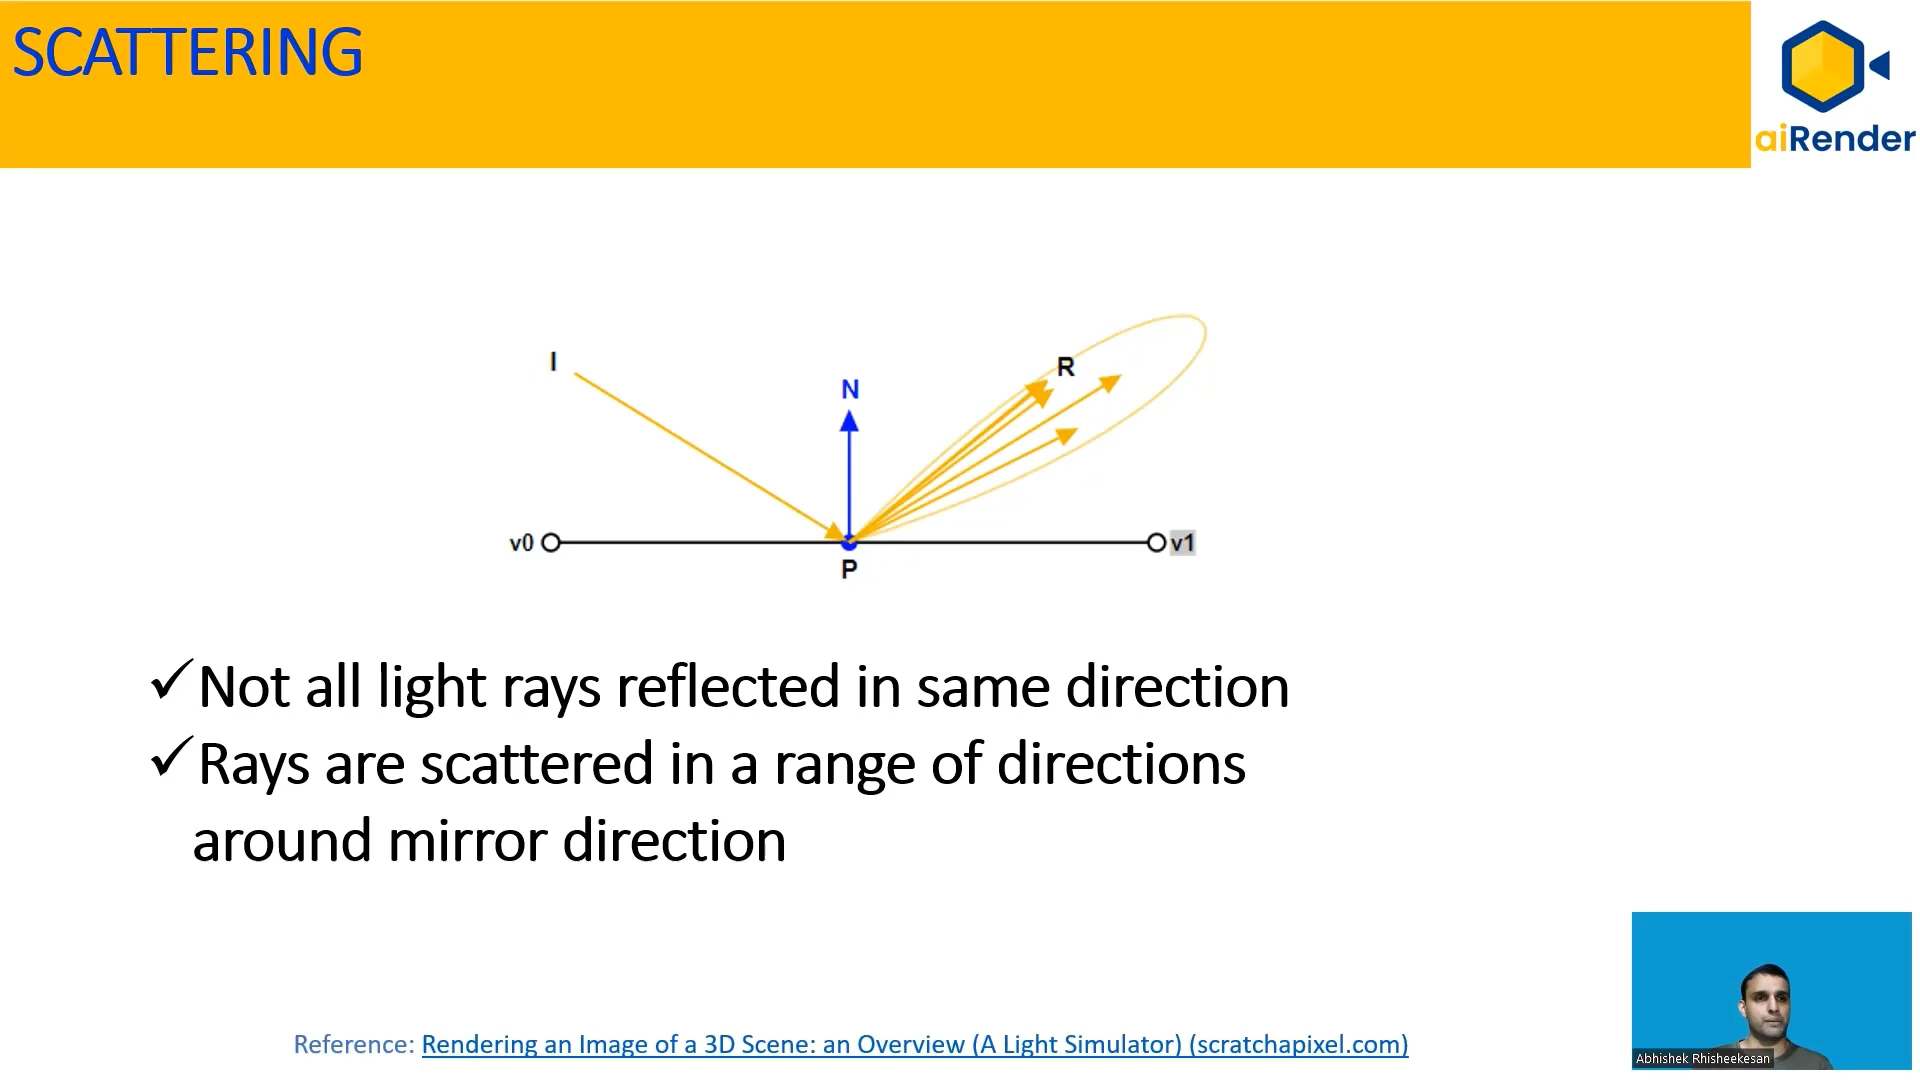 SCATTERING
aiRender
I
R
N
v0
v1
P
✓Not all light rays reflected in same direction
✓Rays are scattered in a range of directions
around mirror direction
Reference: Rendering an Image of a 3D Scene: an Overview (A Light Simulator) (scratchapixel.com)
Abhishek Rhisheekesan